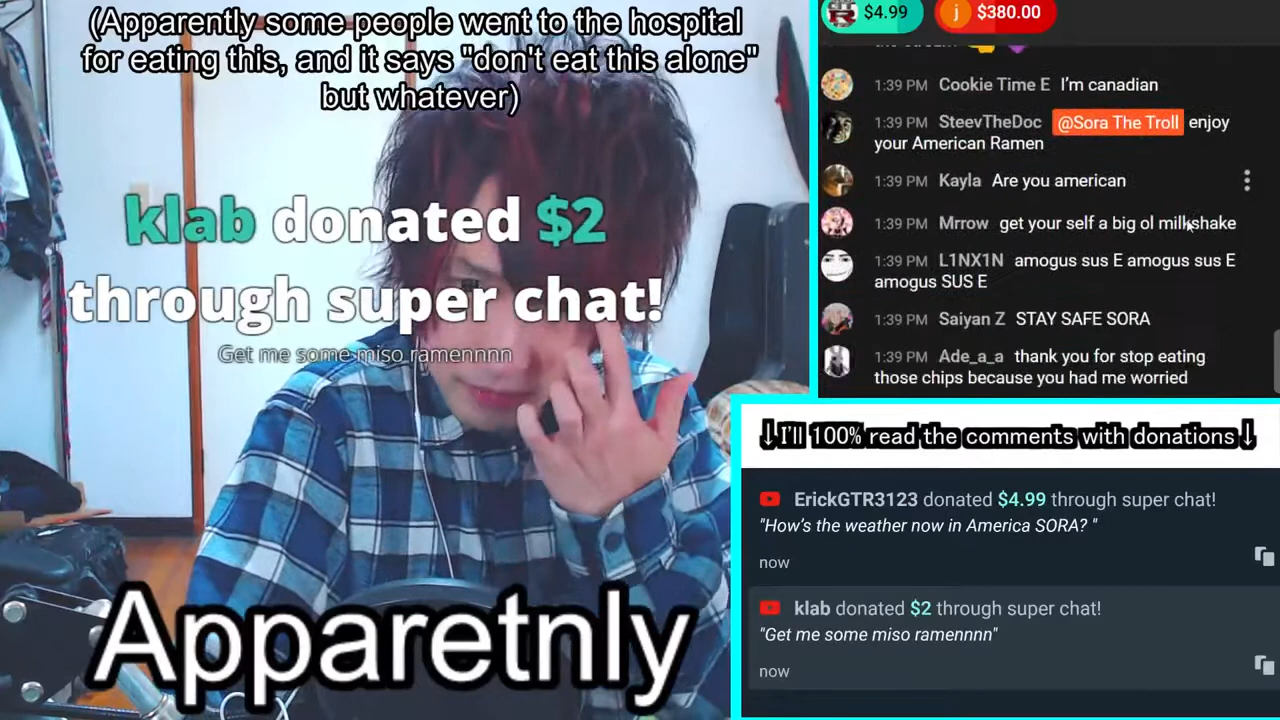 (Apparently some people went to the hospital
for eating this, and it says "don't eat this alone"
but whatever)
klab donated $2
through super chat!
Get me some miso ramennnn
Apparetnly
$4.99
j $380.00
1:39 PM Cookie Time E I'm canadian
1:39 PM SteevTheDoc @Sora The Troll enjoy
your American Ramen
1:39 PM Kayla Are you american
1:39 PM Mrrow get your self a big ol milkshake
1:39 PM L1NX1N amogus sus E amogus sus E
amogus SUS E
1:39 PM Saiyan Z STAY SAFE SORA
1:39 PM Ade_a_a thank you for stop eating
those chips because you had me worried
↓I'll 100% read the comments with donations↓
ErickGTR3123 donated $4.99 through super chat!
"How's the weather now in America SORA? "
now
klab donated $2 through super chat!
"Get me some miso ramennnn"
now